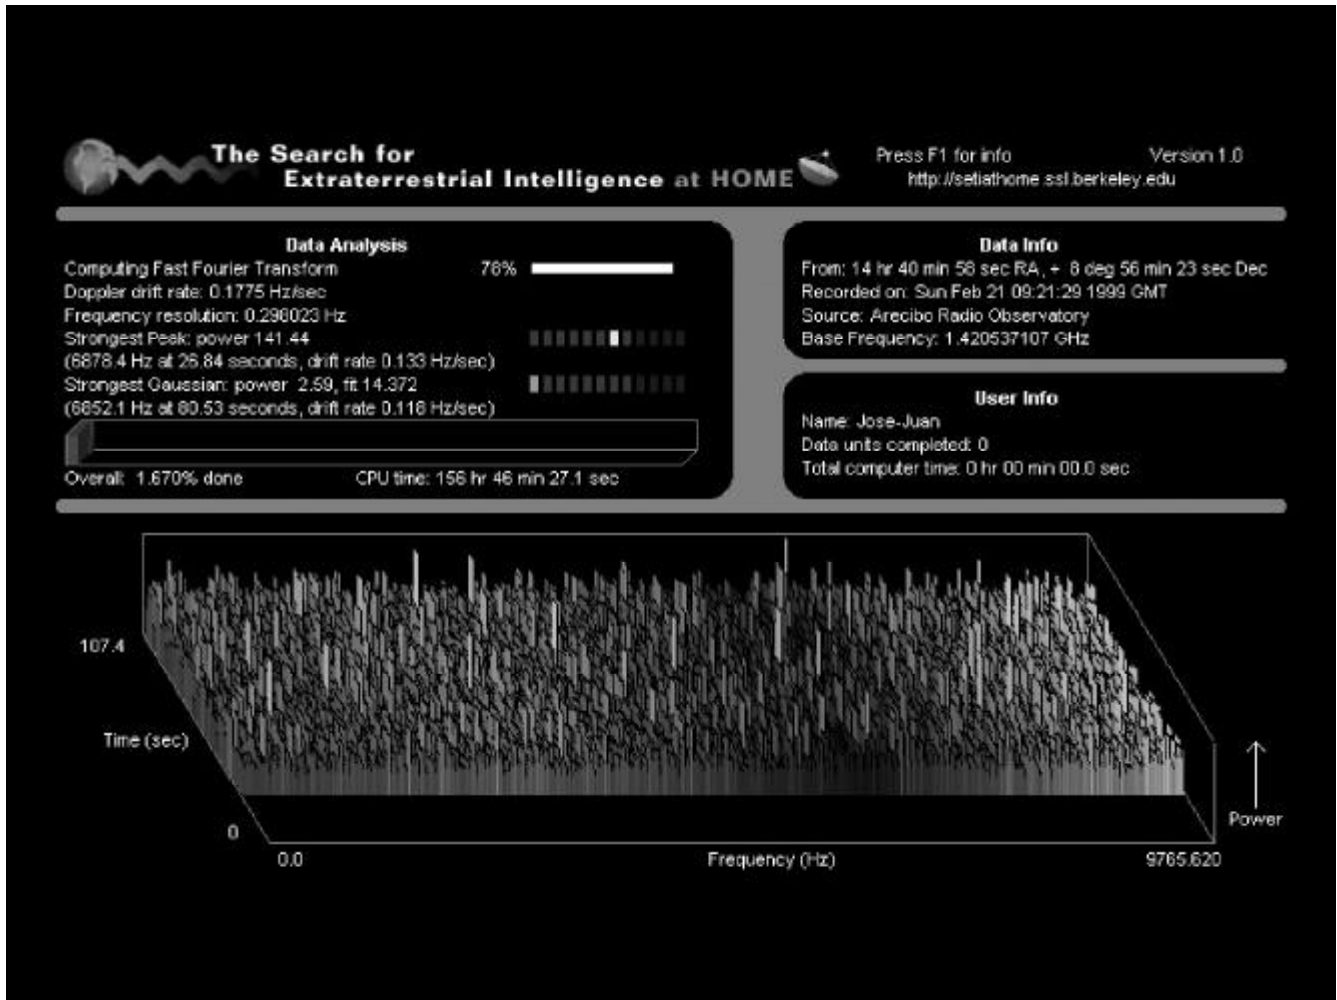 The Search for
Extraterrestrial Intelligence at HOME
Press F1 for info
Version 1.0
http://setiathome.ssl.berkeley.edu
Data Analysis
Computing Fast Fourier Transform 78%
Doppler drift rate: 0.1775 Hz/sec
Frequency resolution: 0.298023 Hz
Strongest Peak: power 141.44
(6878.4 Hz at 26.84 seconds, drift rate 0.133 Hz/sec)
Strongest Gaussian: power 2.59, fit 14.372
(6852.1 Hz at 80.53 seconds, drift rate 0.118 Hz/sec)
Overall: 1.670% done CPU time: 156 hr 46 min 27.1 sec
Data Info
From: 14 hr 40 min 58 sec RA, + 8 deg 56 min 23 sec Dec
Recorded on: Sun Feb 21 09:21:29 1999 GMT
Source: Arecibo Radio Observatory
Base Frequency: 1.420537107 GHz
User Info
Name: Jose-Juan
Data units completed: 0
Total computer time: 0 hr 00 min 00.0 sec
107.4
Time (sec)
0
0.0
Frequency (Hz)
9765.620
Power